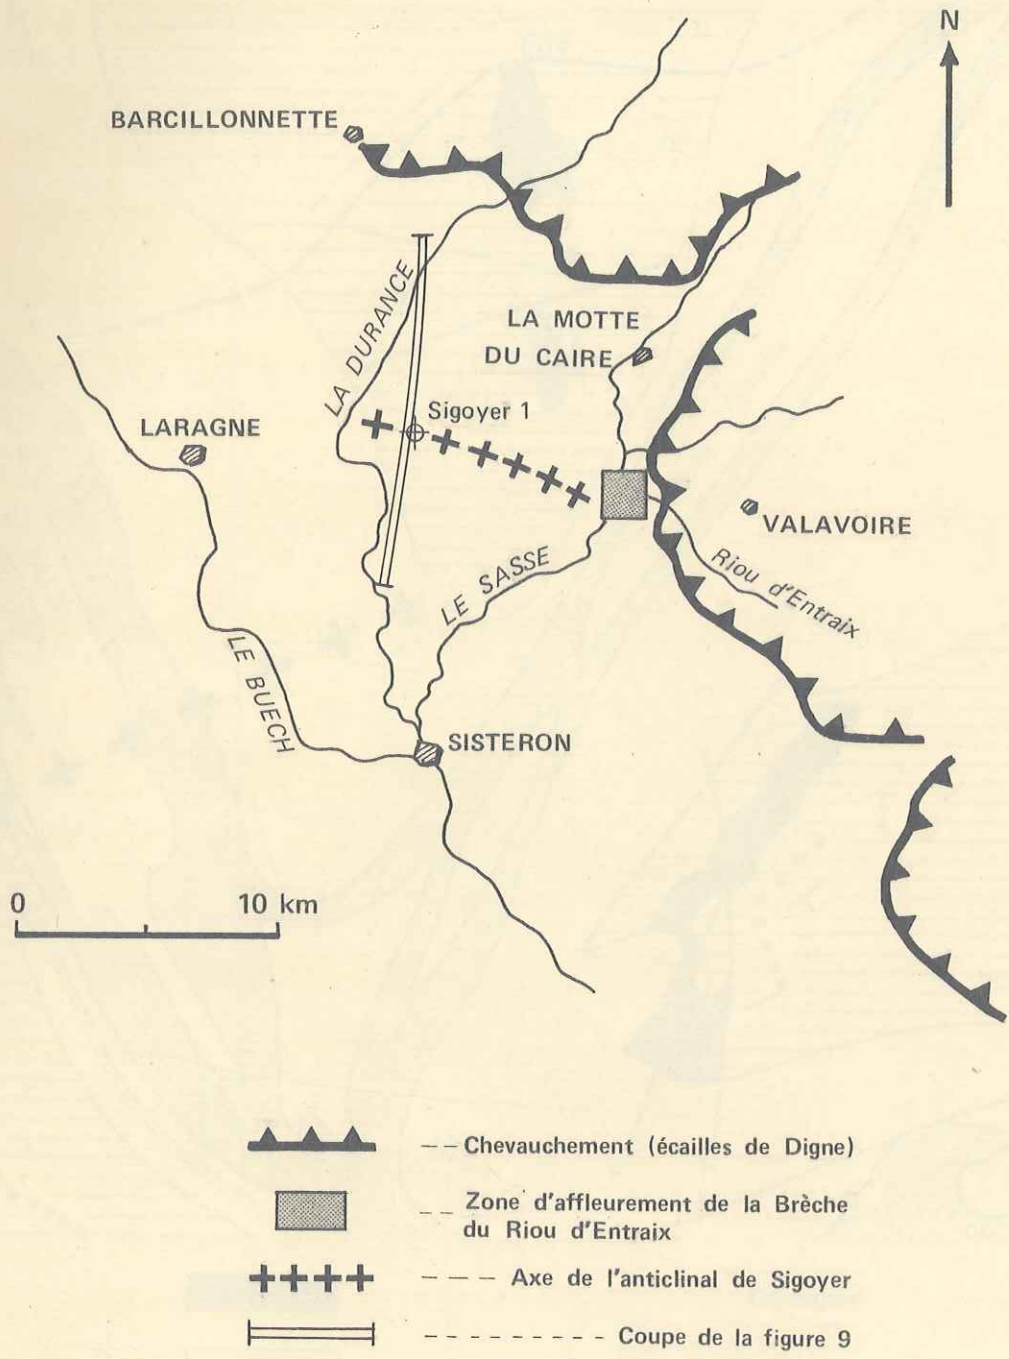 N
BARCILLONNETTE
LA DURANCE
LA MOTTE
DU CAIRE
Sigoyer 1
LARAGNE
VALAVOIRE
LE SASSE
Riou d'Entraix
LE BUECH
SISTERON
0 10 km
-- Chevauchement (écailles de Digne)
-- Zone d'affleurement de la Brèche
du Riou d'Entraix
--- Axe de l'anticlinal de Sigoyer
--------- Coupe de la figure 9